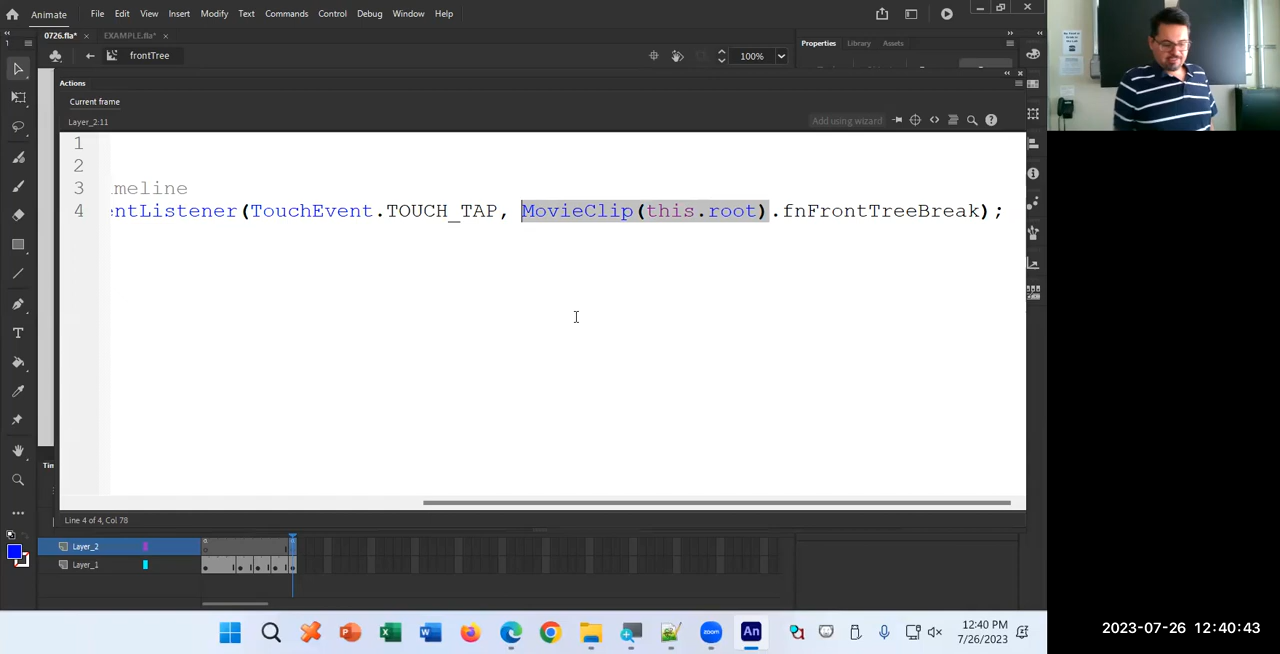 Animate File Edit View Insert Modify Text Commands Control Debug Window Help
0726.fla* × EXAMPLE.fla* ×
frontTree 100% Properties Library Assets
Actions
Current frame
Layer_2:11 Add using wizard
1
2
3 imeline
4 entListener(TouchEvent.TOUCH_TAP, MovieClip(this.root).fnFrontTreeBreak);
Line 4 of 4, Col 78
Layer_2
Layer_1
zoom An 12:40 PM
7/26/2023
2023-07-26 12:40:43